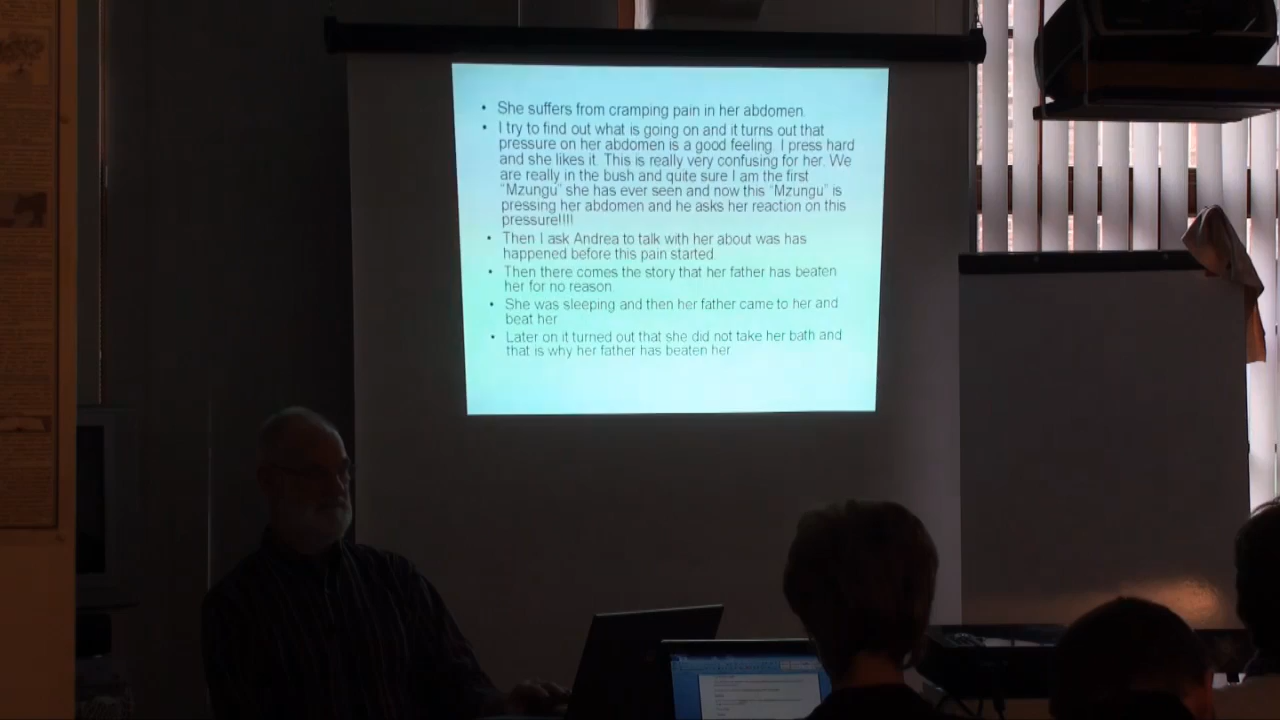 • She suffers from cramping pain in her abdomen.
• I try to find out what is going on and it turns out that
pressure on her abdomen is a good feeling. I press hard
and she likes it. This is really very confusing for her. We
are really in the bush and quite sure I am the first
"Mzungu" she has ever seen and now this "Mzungu" is
pressing her abdomen and he asks her reaction on this
pressure!!!!
• Then I ask Andrea to talk with her about was has
happened before this pain started
• Then there comes the story that her father has beaten
her for no reason.
• She was sleeping and then her father came to her and
beat her
• Later on it turned out that she did not take her bath and
that is why her father has beaten her